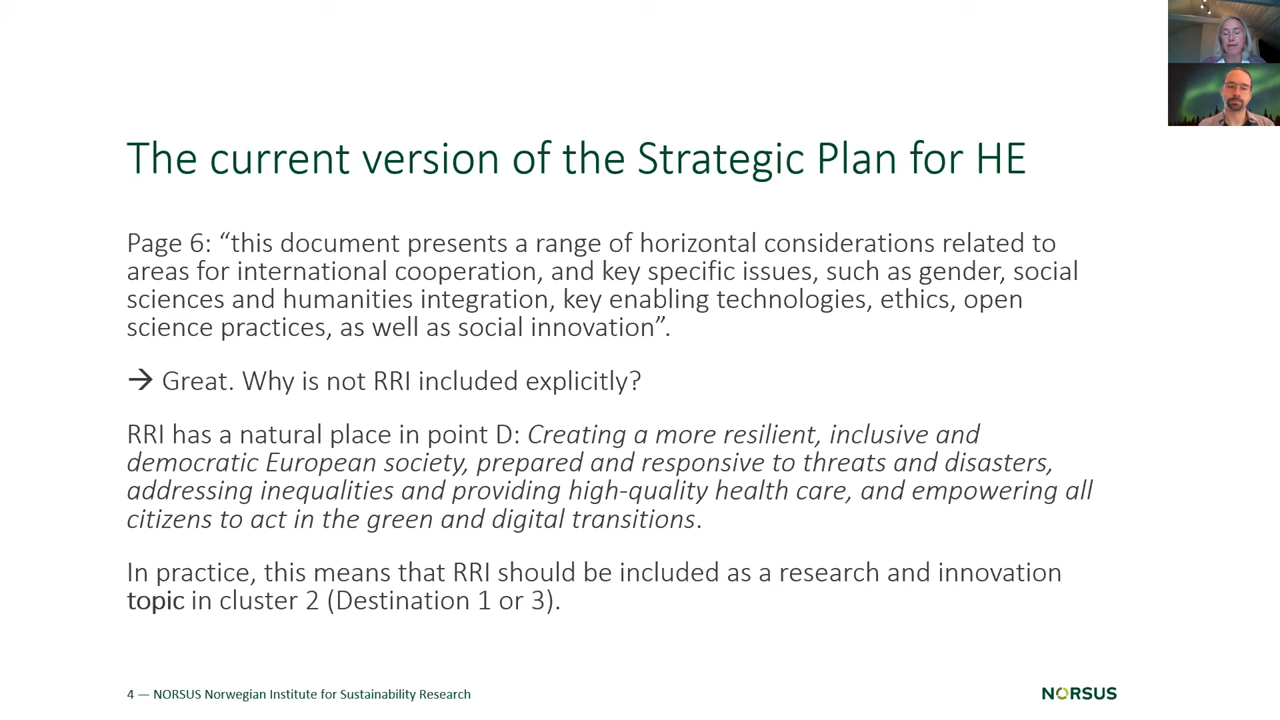 The current version of the Strategic Plan for HE
Page 6: “this document presents a range of horizontal considerations related to
areas for international cooperation, and key specific issues, such as gender, social
sciences and humanities integration, key enabling technologies, ethics, open
science practices, as well as social innovation”.
→ Great. Why is not RRI included explicitly?
RRI has a natural place in point D: Creating a more resilient, inclusive and
democratic European society, prepared and responsive to threats and disasters,
addressing inequalities and providing high-quality health care, and empowering all
citizens to act in the green and digital transitions.
In practice, this means that RRI should be included as a research and innovation
topic in cluster 2 (Destination 1 or 3).
4 — NORSUS Norwegian Institute for Sustainability Research
NORSUS